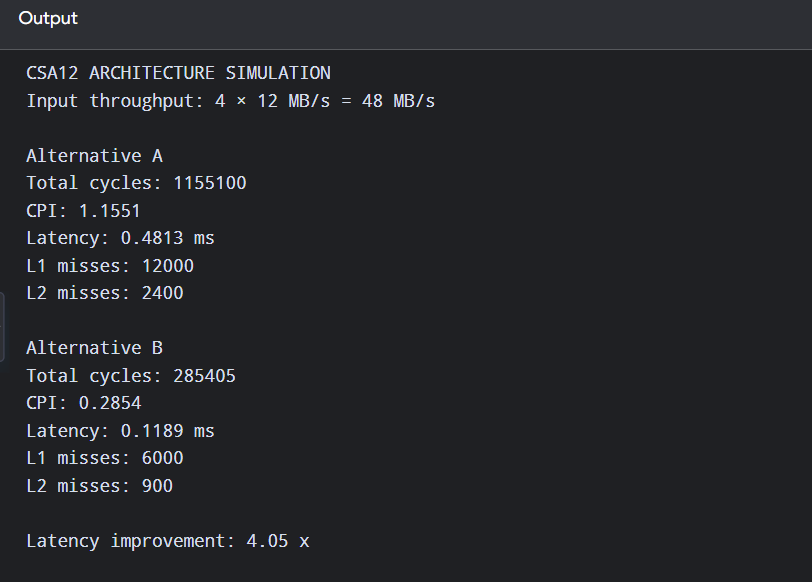 Output
CSA12 ARCHITECTURE SIMULATION
Input throughput: 4 × 12 MB/s = 48 MB/s
Alternative A
Total cycles: 1155100
CPI: 1.1551
Latency: 0.4813 ms
L1 misses: 12000
L2 misses: 2400
Alternative B
Total cycles: 285405
CPI: 0.2854
Latency: 0.1189 ms
L1 misses: 6000
L2 misses: 900
Latency improvement: 4.05 x